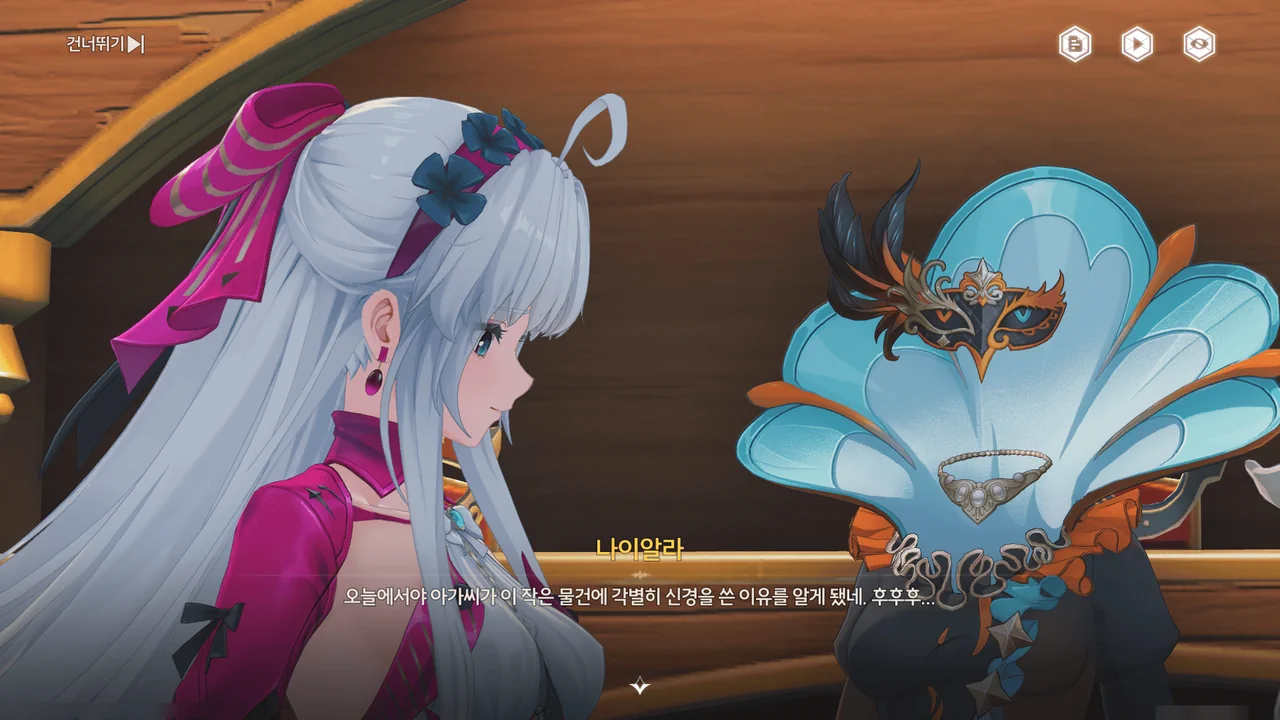 건너뛰기
나이알라
오늘에서야 아가씨가 이 작은 물건에 각별히 신경을 쓴 이유를 알게 됐네. 후후후...